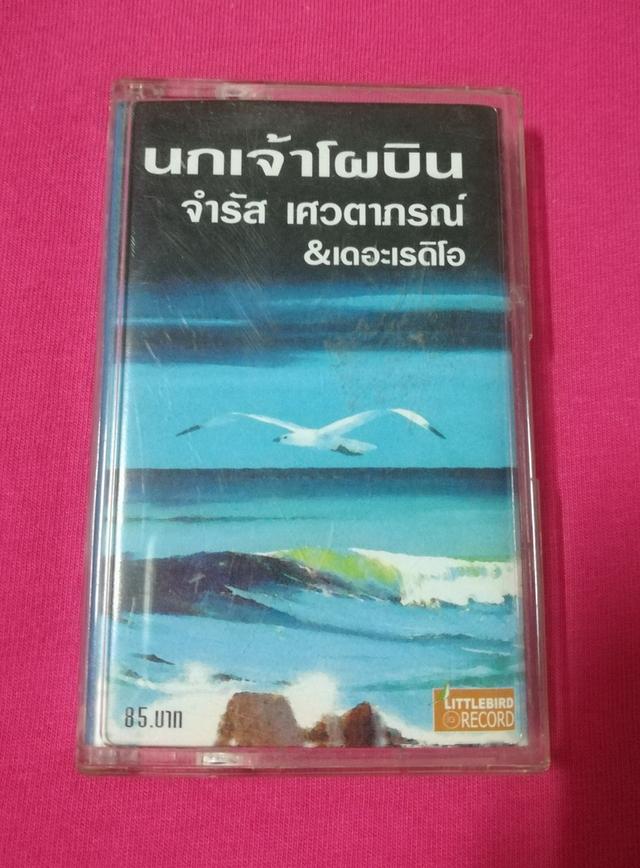 นกเจ้าโผบิน
จำรัส เศวตาภรณ์
&เดอะเรดิโอ
85.บาท
LITTLEBIRD
RECORD